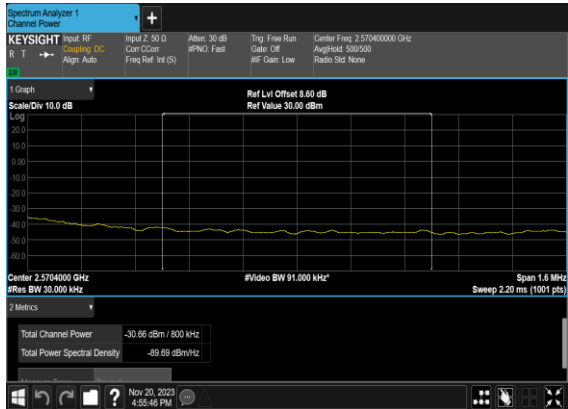 Spectrum Analyzer 1
Channel Power
KEYSIGHT
R T
LXI
Input: RF
Coupling: DC
Align: Auto
Input Z: 50 Ω
Corr CCorr
Freq Ref: Int (S)
Atten: 30 dB
#PNO: Fast
Trig: Free Run
Gate: Off
#IF Gain: Low
Center Freq: 2.570400000 GHz
Avg|Hold: 500/500
Radio Std: None
1 Graph
Scale/Div 10.0 dB
Ref Lvl Offset 8.60 dB
Ref Value 30.00 dBm
Log
20.0
10.0
0.00
-10.0
-20.0
-30.0
-40.0
-50.0
-60.0
Center 2.5704000 GHz
#Video BW 91.000 kHz*
Span 1.6 MHz
#Res BW 30.000 kHz
Sweep 2.20 ms (1001 pts)
2 Metrics
Total Channel Power -30.66 dBm / 800 kHz
Total Power Spectral Density -89.69 dBm/Hz
?
Nov 20, 2023
4:55:46 PM